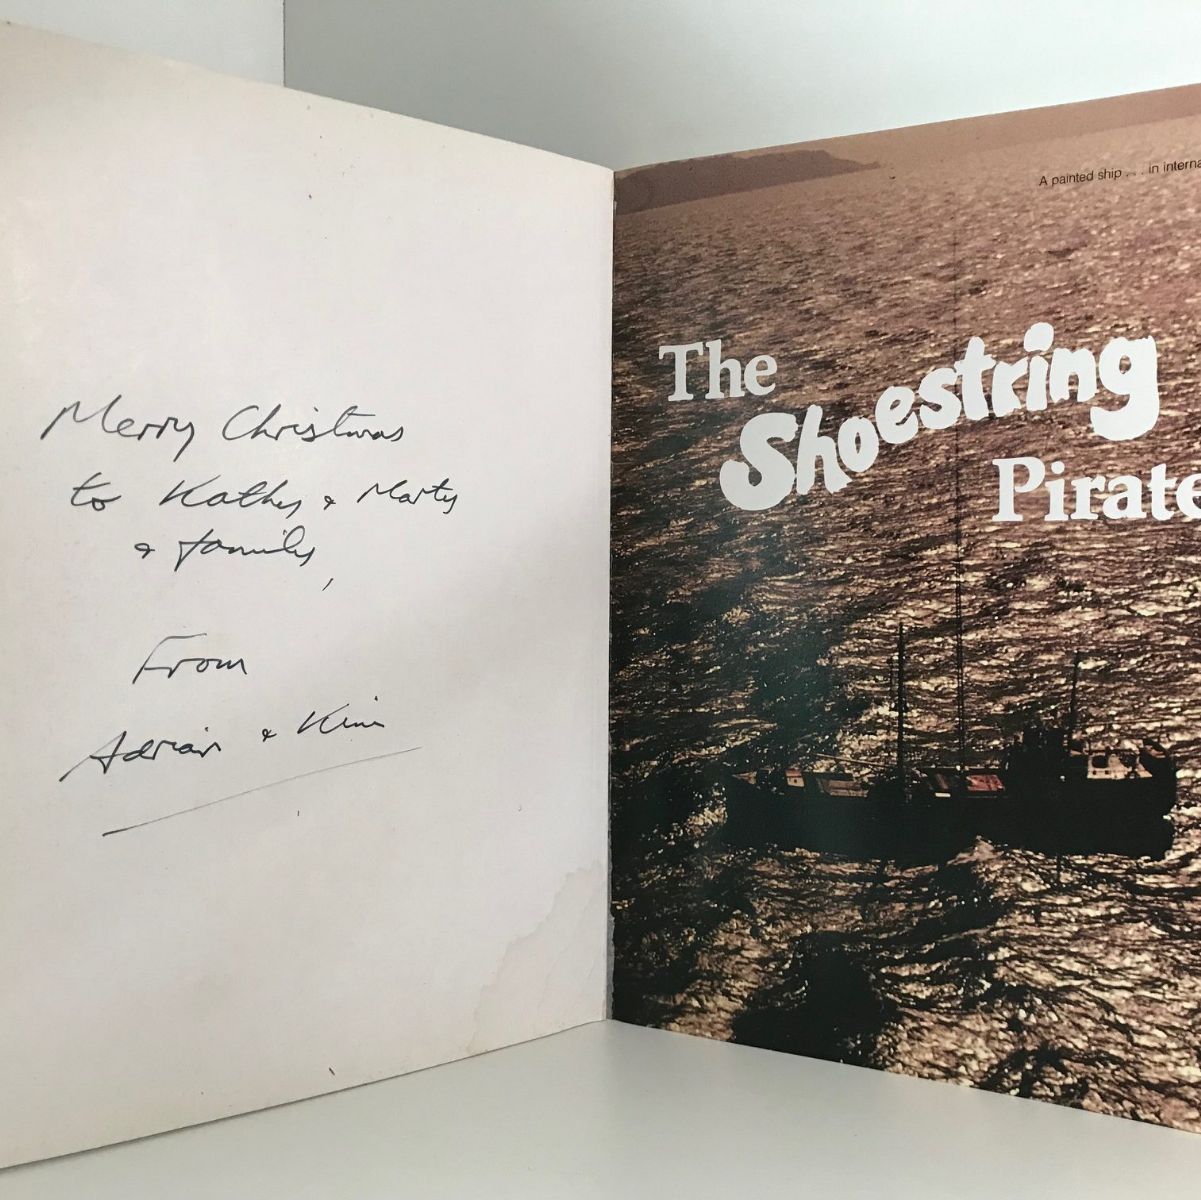 Merry Christmas
to Kathy & Marty
& family,
From
Adrian & Kim
A painted ship . . . in interna
The
Shoestring
Pirate